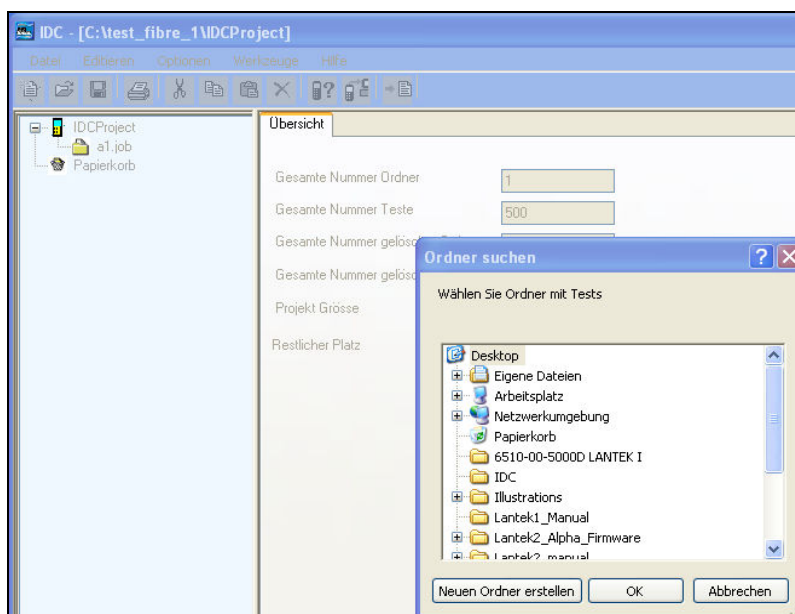 IDC - [C:\test_fibre_1\IDCProject]
Datei Editieren Optionen Werkzeuge Hilfe
IDCProject
a1.job
Papierkorb
Übersicht
Gesamte Nummer Ordner 1
Gesamte Nummer Teste 500
Gesamte Nummer
Gesamte Nummer
Projekt Grösse
Restlicher Platz
Ordner suchen
Wählen Sie Ordner mit Tests
Desktop
Eigene Dateien
Arbeitsplatz
Netzwerkumgebung
Papierkorb
6510-00-5000D LANTEK I
IDC
Illustrations
Lantek1_Manual
Lantek2_Alpha_Firmware
Lantek2_manual
Neuen Ordner erstellen OK Abbrechen